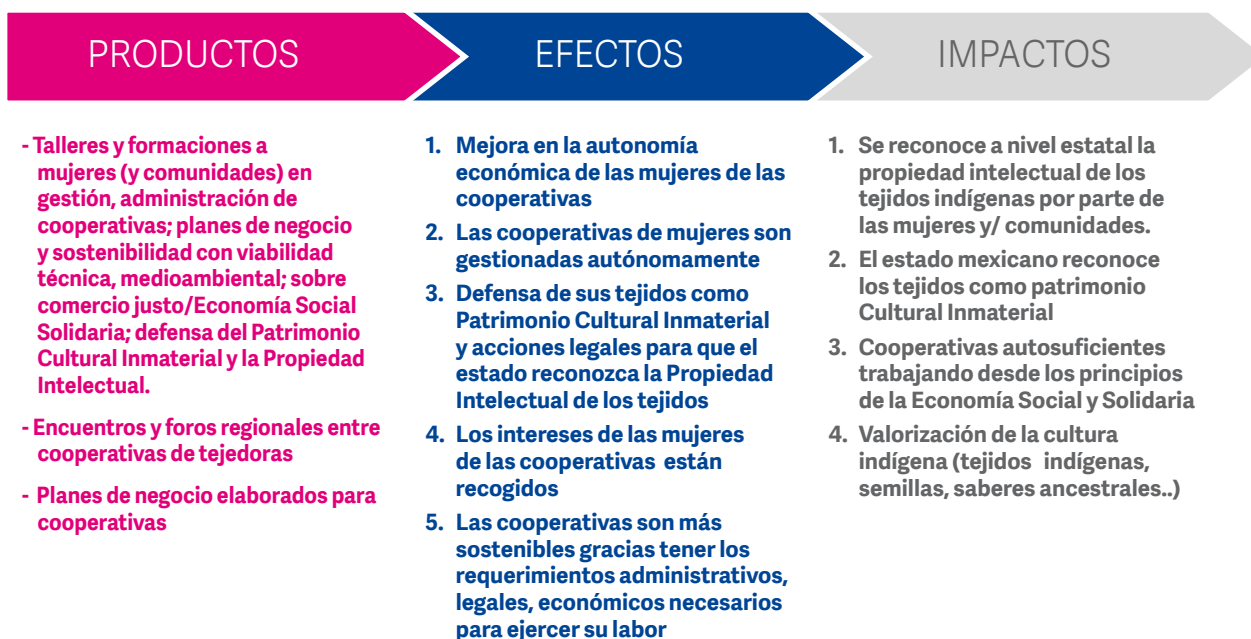 PRODUCTOS
EFECTOS
IMPACTOS
- Talleres y formaciones a
mujeres (y comunidades) en
gestión, administración de
cooperativas; planes de negocio
y sostenibilidad con viabilidad
técnica, medioambiental; sobre
comercio justo/Economía Social
Solidaria; defensa del Patrimonio
Cultural Inmaterial y la Propiedad
Intelectual.
- Encuentros y foros regionales entre
cooperativas de tejedoras
- Planes de negocio elaborados para
cooperativas
1. Mejora en la autonomía
económica de las mujeres de las
cooperativas
2. Las cooperativas de mujeres son
gestionadas autónomamente
3. Defensa de sus tejidos como
Patrimonio Cultural Inmaterial
y acciones legales para que el
estado reconozca la Propiedad
Intelectual de los tejidos
4. Los intereses de las mujeres
de las cooperativas están
recogidos
5. Las cooperativas son más
sostenibles gracias tener los
requerimientos administrativos,
legales, económicos necesarios
para ejercer su labor
1. Se reconoce a nivel estatal la
propiedad intelectual de los
tejidos indígenas por parte de
las mujeres y/ comunidades.
2. El estado mexicano reconoce
los tejidos como patrimonio
Cultural Inmaterial
3. Cooperativas autosuficientes
trabajando desde los principios
de la Economía Social y Solidaria
4. Valorización de la cultura
indígena (tejidos indígenas,
semillas, saberes ancestrales..)